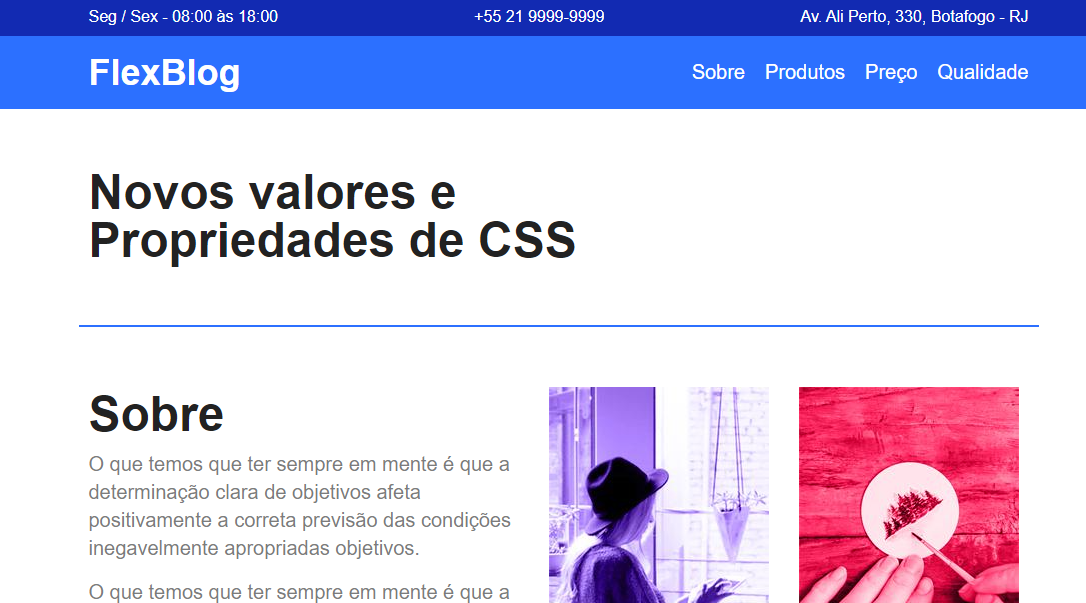 Seg / Sex - 08:00 às 18:00
+55 21 9999-9999
Av. Ali Perto, 330, Botafogo - RJ
FlexBlog
Sobre
Produtos
Preço
Qualidade
Novos valores e
Propriedades de CSS
Sobre
O que temos que ter sempre em mente é que a
determinação clara de objetivos afeta
positivamente a correta previsão das condições
inegavelmente apropriadas objetivos.
O que temos que ter sempre em mente é que a